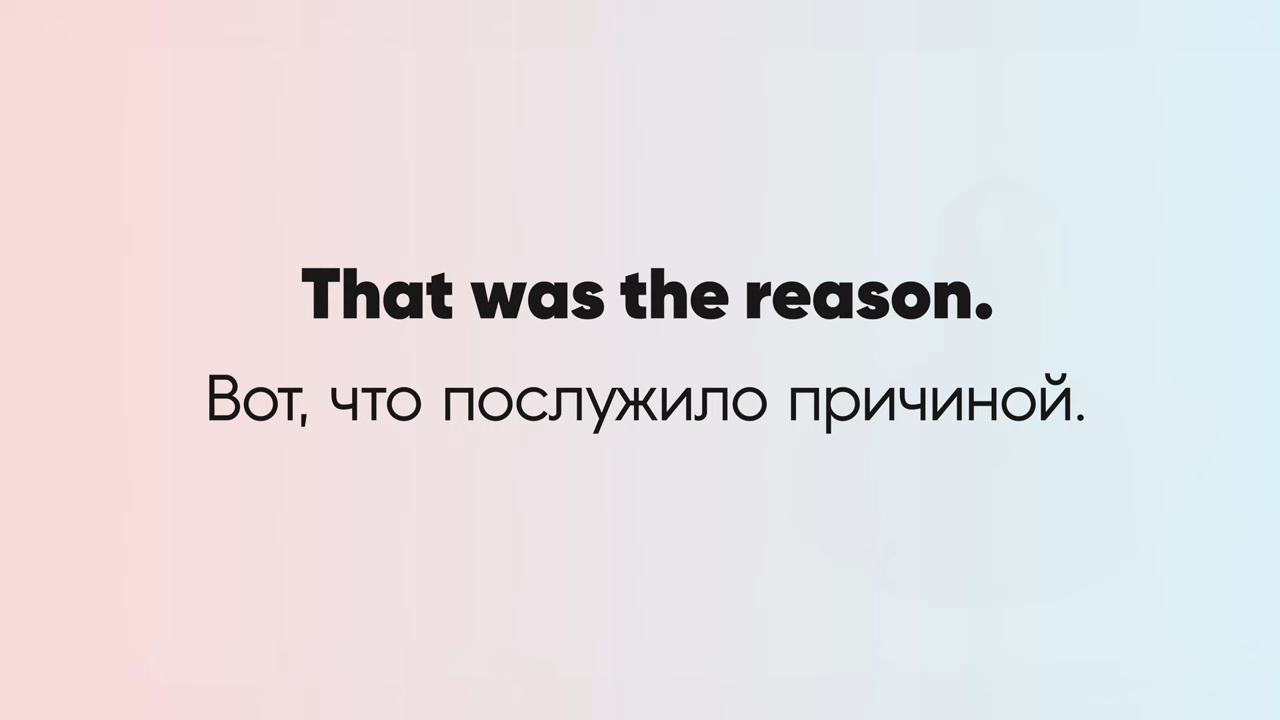 That was the reason.
Вот, что послужило причиной.